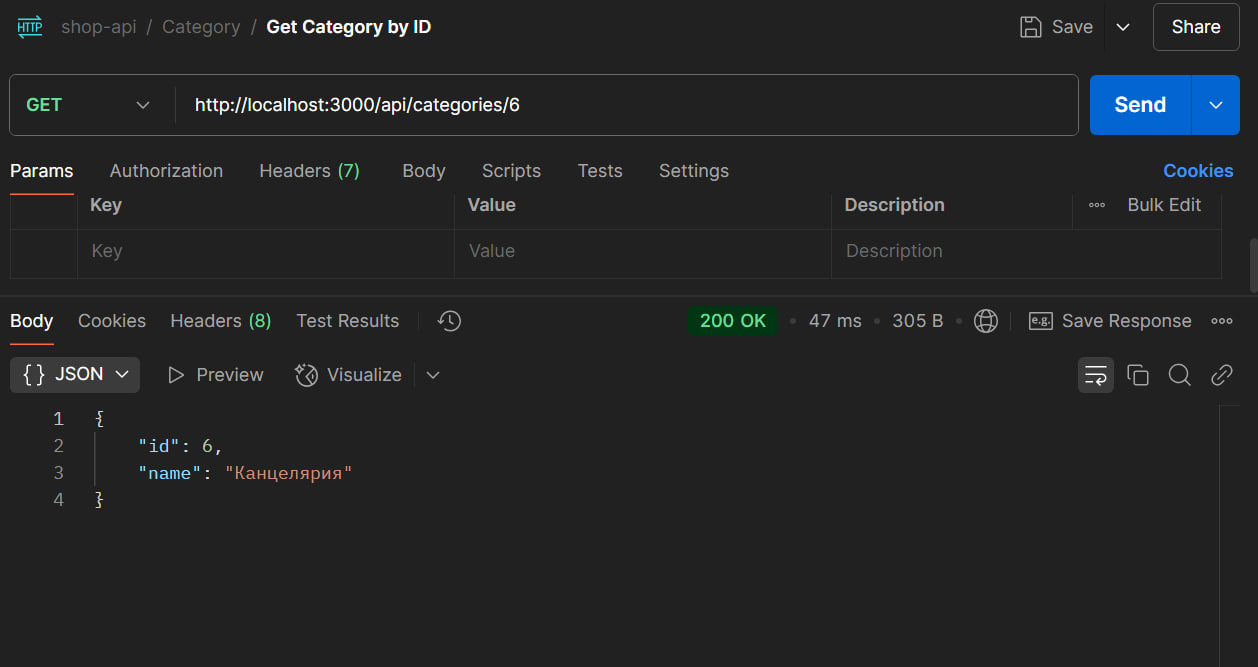 HTTP shop-api / Category / Get Category by ID Save Share
GET http://localhost:3000/api/categories/6 Send
Params Authorization Headers (7) Body Scripts Tests Settings Cookies
Key Value Description Bulk Edit
Key Value Description
Body Cookies Headers (8) Test Results 200 OK • 47 ms • 305 B • e.g. Save Response
{} JSON Preview Visualize
1 {
2 "id": 6,
3 "name": "Канцелярия"
4 }